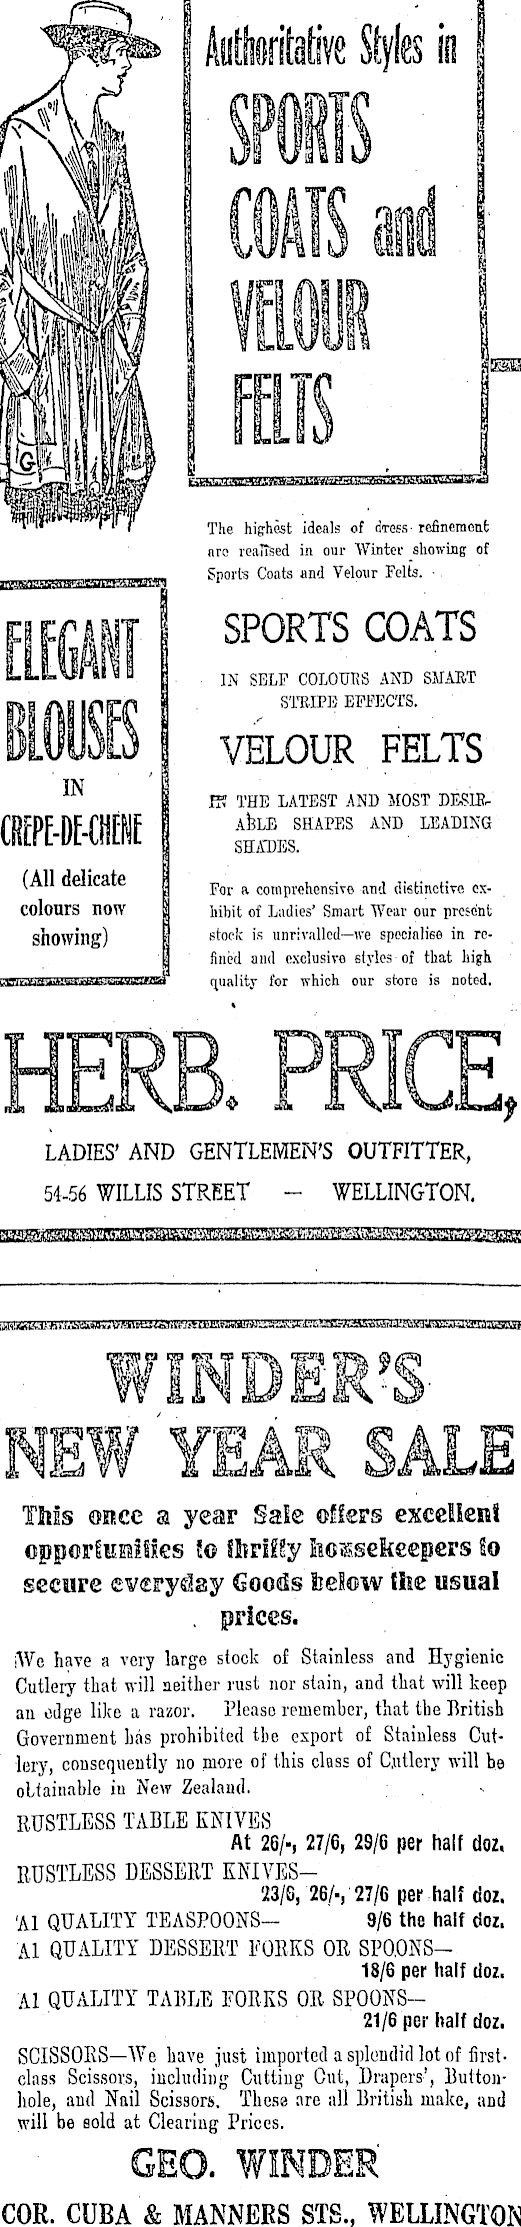 Authoritative Styles in
SPORTS
COATS and
VELOUR
FELTS
G
The highest ideals of dress refinement
are realised in our Winter showing of
Sports Coats and Velour Felts.
SPORTS COATS
IN SELF COLOURS AND SMART
STRIPE EFFECTS.
VELOUR FELTS
IN THE LATEST AND MOST DESIR-
ABLE SHAPES AND LEADING
SHADES.
For a comprehensive and distinctive ex-
hibit of Ladies' Smart Wear our present
stock is unrivalled—we specialise in re-
fined and exclusive styles of that high
quality for which our store is noted.
ELEGANT
BLOUSES
IN
CREPE-DE-CHENE
(All delicate
colours now
showing)
HERB. PRICE,
LADIES' AND GENTLEMEN'S OUTFITTER,
54-56 WILLIS STREET — WELLINGTON.
WINDER'S
NEW YEAR SALE
This once a year Sale offers excellent
opportunities to thrifty housekeepers to
secure everyday Goods below the usual
prices.
We have a very large stock of Stainless and Hygienic
Cutlery that will neither rust nor stain, and that will keep
an edge like a razor. Please remember, that the British
Government has prohibited the export of Stainless Cut-
lery, consequently no more of this class of Cutlery will be
obtainable in New Zealand.
RUSTLESS TABLE KNIVES
At 26/-, 27/6, 29/6 per half doz.
RUSTLESS DESSERT KNIVES—
23/6, 26/-, 27/6 per half doz.
A1 QUALITY TEASPOONS— 9/6 the half doz.
A1 QUALITY DESSERT FORKS OR SPOONS—
18/6 per half doz.
A1 QUALITY TABLE FORKS OR SPOONS—
21/6 per half doz.
SCISSORS—We have just imported a splendid lot of first-
class Scissors, including Cutting Out, Drapers', Button-
hole, and Nail Scissors. These are all British make, and
will be sold at Clearing Prices.
GEO. WINDER
COR. CUBA & MANNERS STS., WELLINGTON